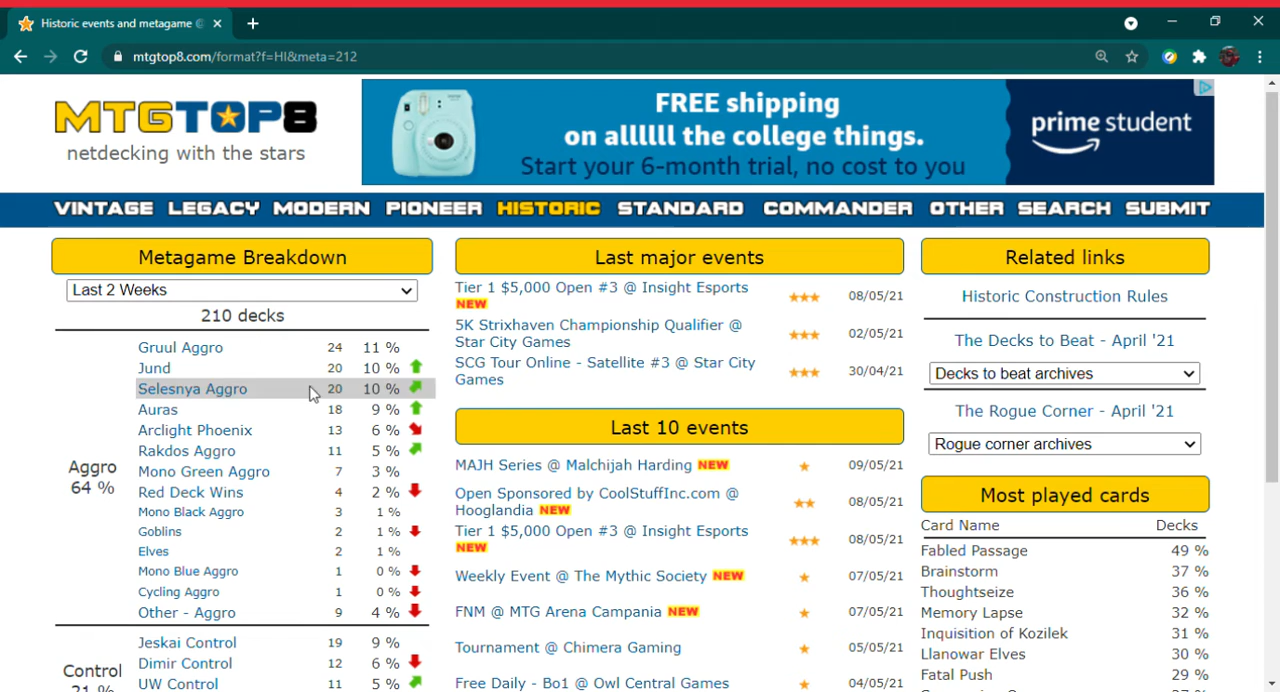 Historic events and metagame @
mtgtop8.com/format?f=HI&meta=212
MTGTOP8
netdecking with the stars
FREE shipping
on allllll the college things.
Start your 6-month trial, no cost to you
prime student
VINTAGE LEGACY MODERN PIONEER HISTORIC STANDARD COMMANDER OTHER SEARCH SUBMIT
Metagame Breakdown
Last 2 Weeks
210 decks
Aggro
64 %
Gruul Aggro 24 11 %
Jund 20 10 %
Selesnya Aggro 20 10 %
Auras 18 9 %
Arclight Phoenix 13 6 %
Rakdos Aggro 11 5 %
Mono Green Aggro 7 3 %
Red Deck Wins 4 2 %
Mono Black Aggro 3 1 %
Goblins 2 1 %
Elves 2 1 %
Mono Blue Aggro 1 0 %
Cycling Aggro 1 0 %
Other - Aggro 9 4 %
Control
21 %
Jeskai Control 19 9 %
Dimir Control 12 6 %
UW Control 11 5 %
Last major events
Tier 1 $5,000 Open #3 @ Insight Esports
NEW 08/05/21
5K Strixhaven Championship Qualifier @
Star City Games 02/05/21
SCG Tour Online - Satellite #3 @ Star City
Games 30/04/21
Last 10 events
MAJH Series @ Malchijah Harding NEW 09/05/21
Open Sponsored by CoolStuffInc.com @
Hooglandia NEW 08/05/21
Tier 1 $5,000 Open #3 @ Insight Esports
NEW 08/05/21
Weekly Event @ The Mythic Society NEW 07/05/21
FNM @ MTG Arena Campania NEW 07/05/21
Tournament @ Chimera Gaming 05/05/21
Free Daily - Bo1 @ Owl Central Games 04/05/21
Related links
Historic Construction Rules
The Decks to Beat - April '21
Decks to beat archives
The Rogue Corner - April '21
Rogue corner archives
Most played cards
Card Name Decks
Fabled Passage 49 %
Brainstorm 37 %
Thoughtseize 36 %
Memory Lapse 32 %
Inquisition of Kozilek 31 %
Llanowar Elves 30 %
Fatal Push 29 %